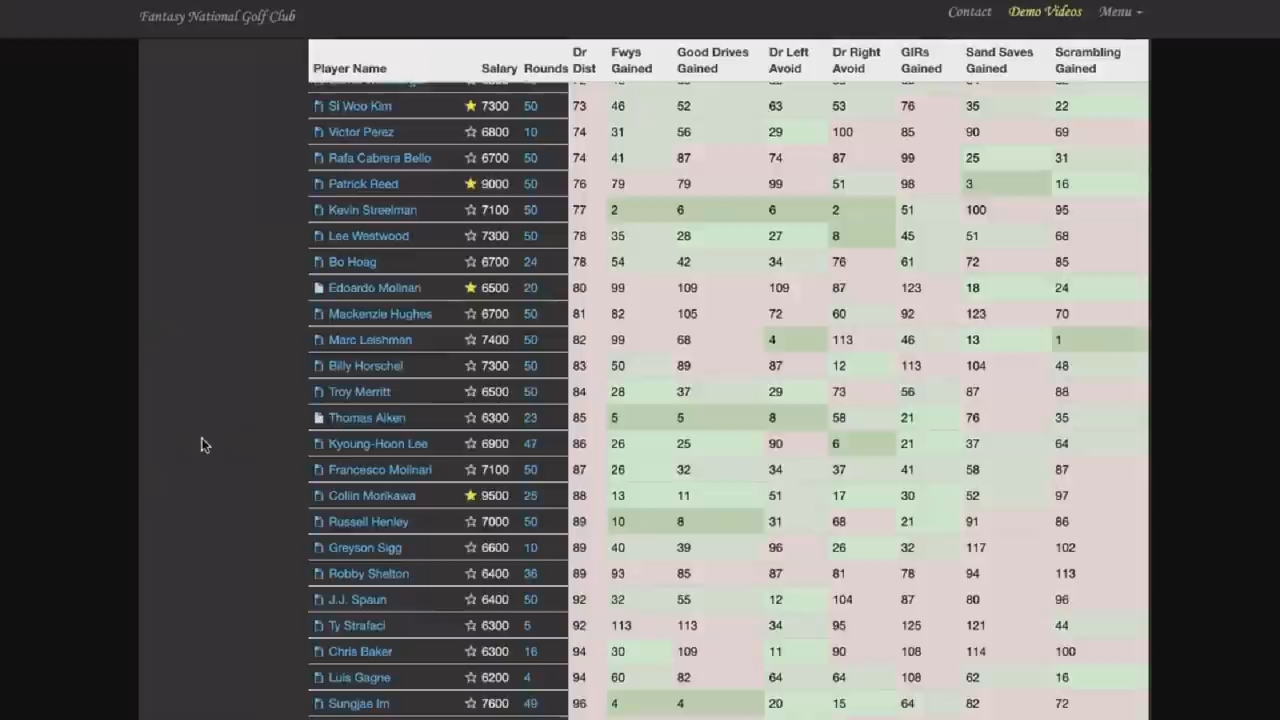 Fantasy National Golf Club
Contact Demo Videos Menu
Dr Fwys Good Drives Dr Left Dr Right GIRs Sand Saves Scrambling
Player Name Salary Rounds Dist Gained Gained Avoid Avoid Gained Gained Gained
Si Woo Kim 7300 50 73 46 52 63 53 76 35 22
Victor Perez 6800 10 74 31 56 29 100 85 90 69
Rafa Cabrera Bello 6700 50 74 41 87 74 87 99 25 31
Patrick Reed 9000 50 76 79 79 99 51 98 3 16
Kevin Streelman 7100 50 77 2 6 6 2 51 100 95
Lee Westwood 7300 50 78 35 28 27 8 45 51 68
Bo Hoag 6700 24 78 54 42 34 76 61 72 85
Edoardo Molinari 6500 20 80 99 109 109 87 123 18 24
Mackenzie Hughes 6700 50 81 82 105 72 60 92 123 70
Marc Leishman 7400 50 82 99 68 4 113 46 13 1
Billy Horschel 7300 50 83 50 89 87 12 113 104 48
Troy Merritt 6500 50 84 28 37 29 73 56 87 88
Thomas Aiken 6300 23 85 5 5 8 58 21 76 35
Kyoung-Hoon Lee 6900 47 86 26 25 90 6 21 37 64
Francesco Molinari 7100 50 87 26 32 34 37 41 58 87
Collin Morikawa 9500 25 88 13 11 51 17 30 52 97
Russell Henley 7000 50 89 10 8 31 68 21 91 86
Greyson Sigg 6600 10 89 40 39 96 26 32 117 102
Robby Shelton 6400 36 89 93 85 87 81 78 94 113
J.J. Spaun 6400 50 92 32 55 12 104 87 80 96
Ty Strafaci 6300 5 92 113 113 34 95 125 121 44
Chris Baker 6300 16 94 30 109 11 90 108 114 100
Luis Gagne 6200 4 94 60 82 64 64 108 62 16
Sungjae Im 7600 49 96 4 4 20 15 64 82 72